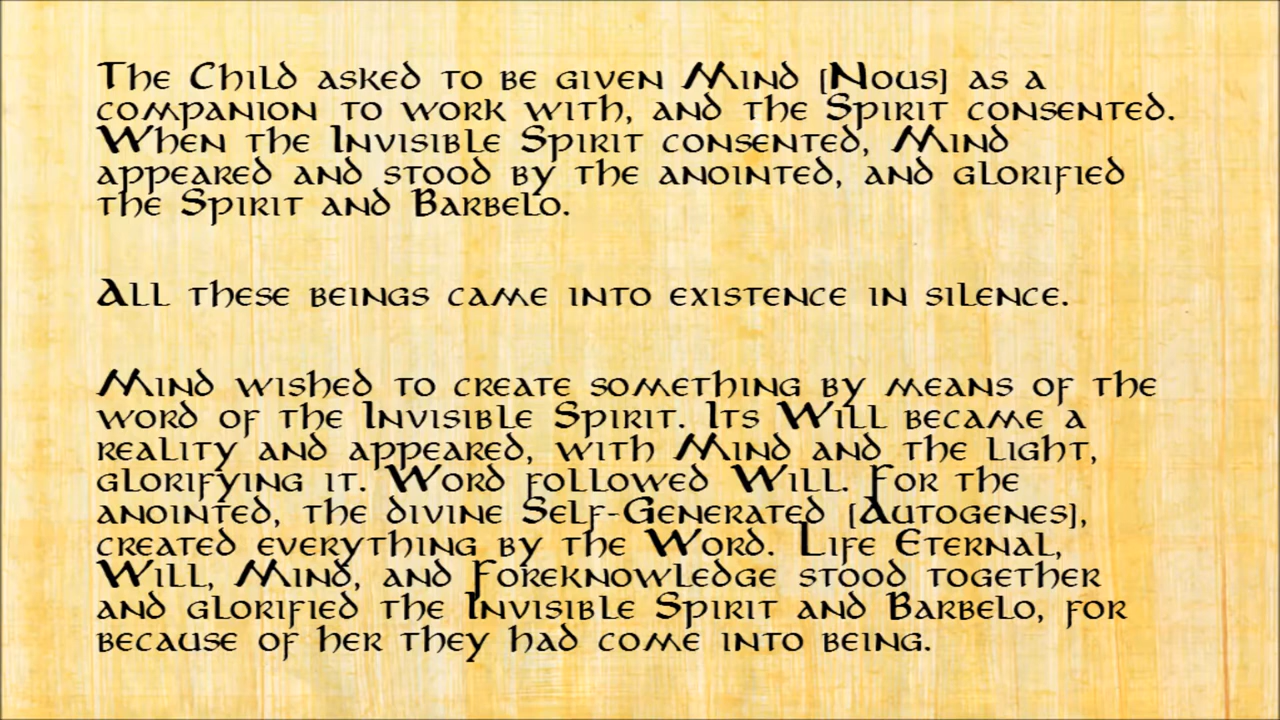 The Child asked to be given Mind [Nous] as a
companion to work with, and the Spirit consented.
When the Invisible Spirit consented, Mind
appeared and stood by the anointed, and glorified
the Spirit and Barbelo.
All these beings came into existence in silence.
Mind wished to create something by means of the
word of the Invisible Spirit. Its Will became a
reality and appeared, with Mind and the light,
glorifying it. Word followed Will. For the
anointed, the divine Self-Generated [Autogenes],
created everything by the Word. Life Eternal,
Will, Mind, and Foreknowledge stood together
and glorified the Invisible Spirit and Barbelo, for
because of her they had come into being.